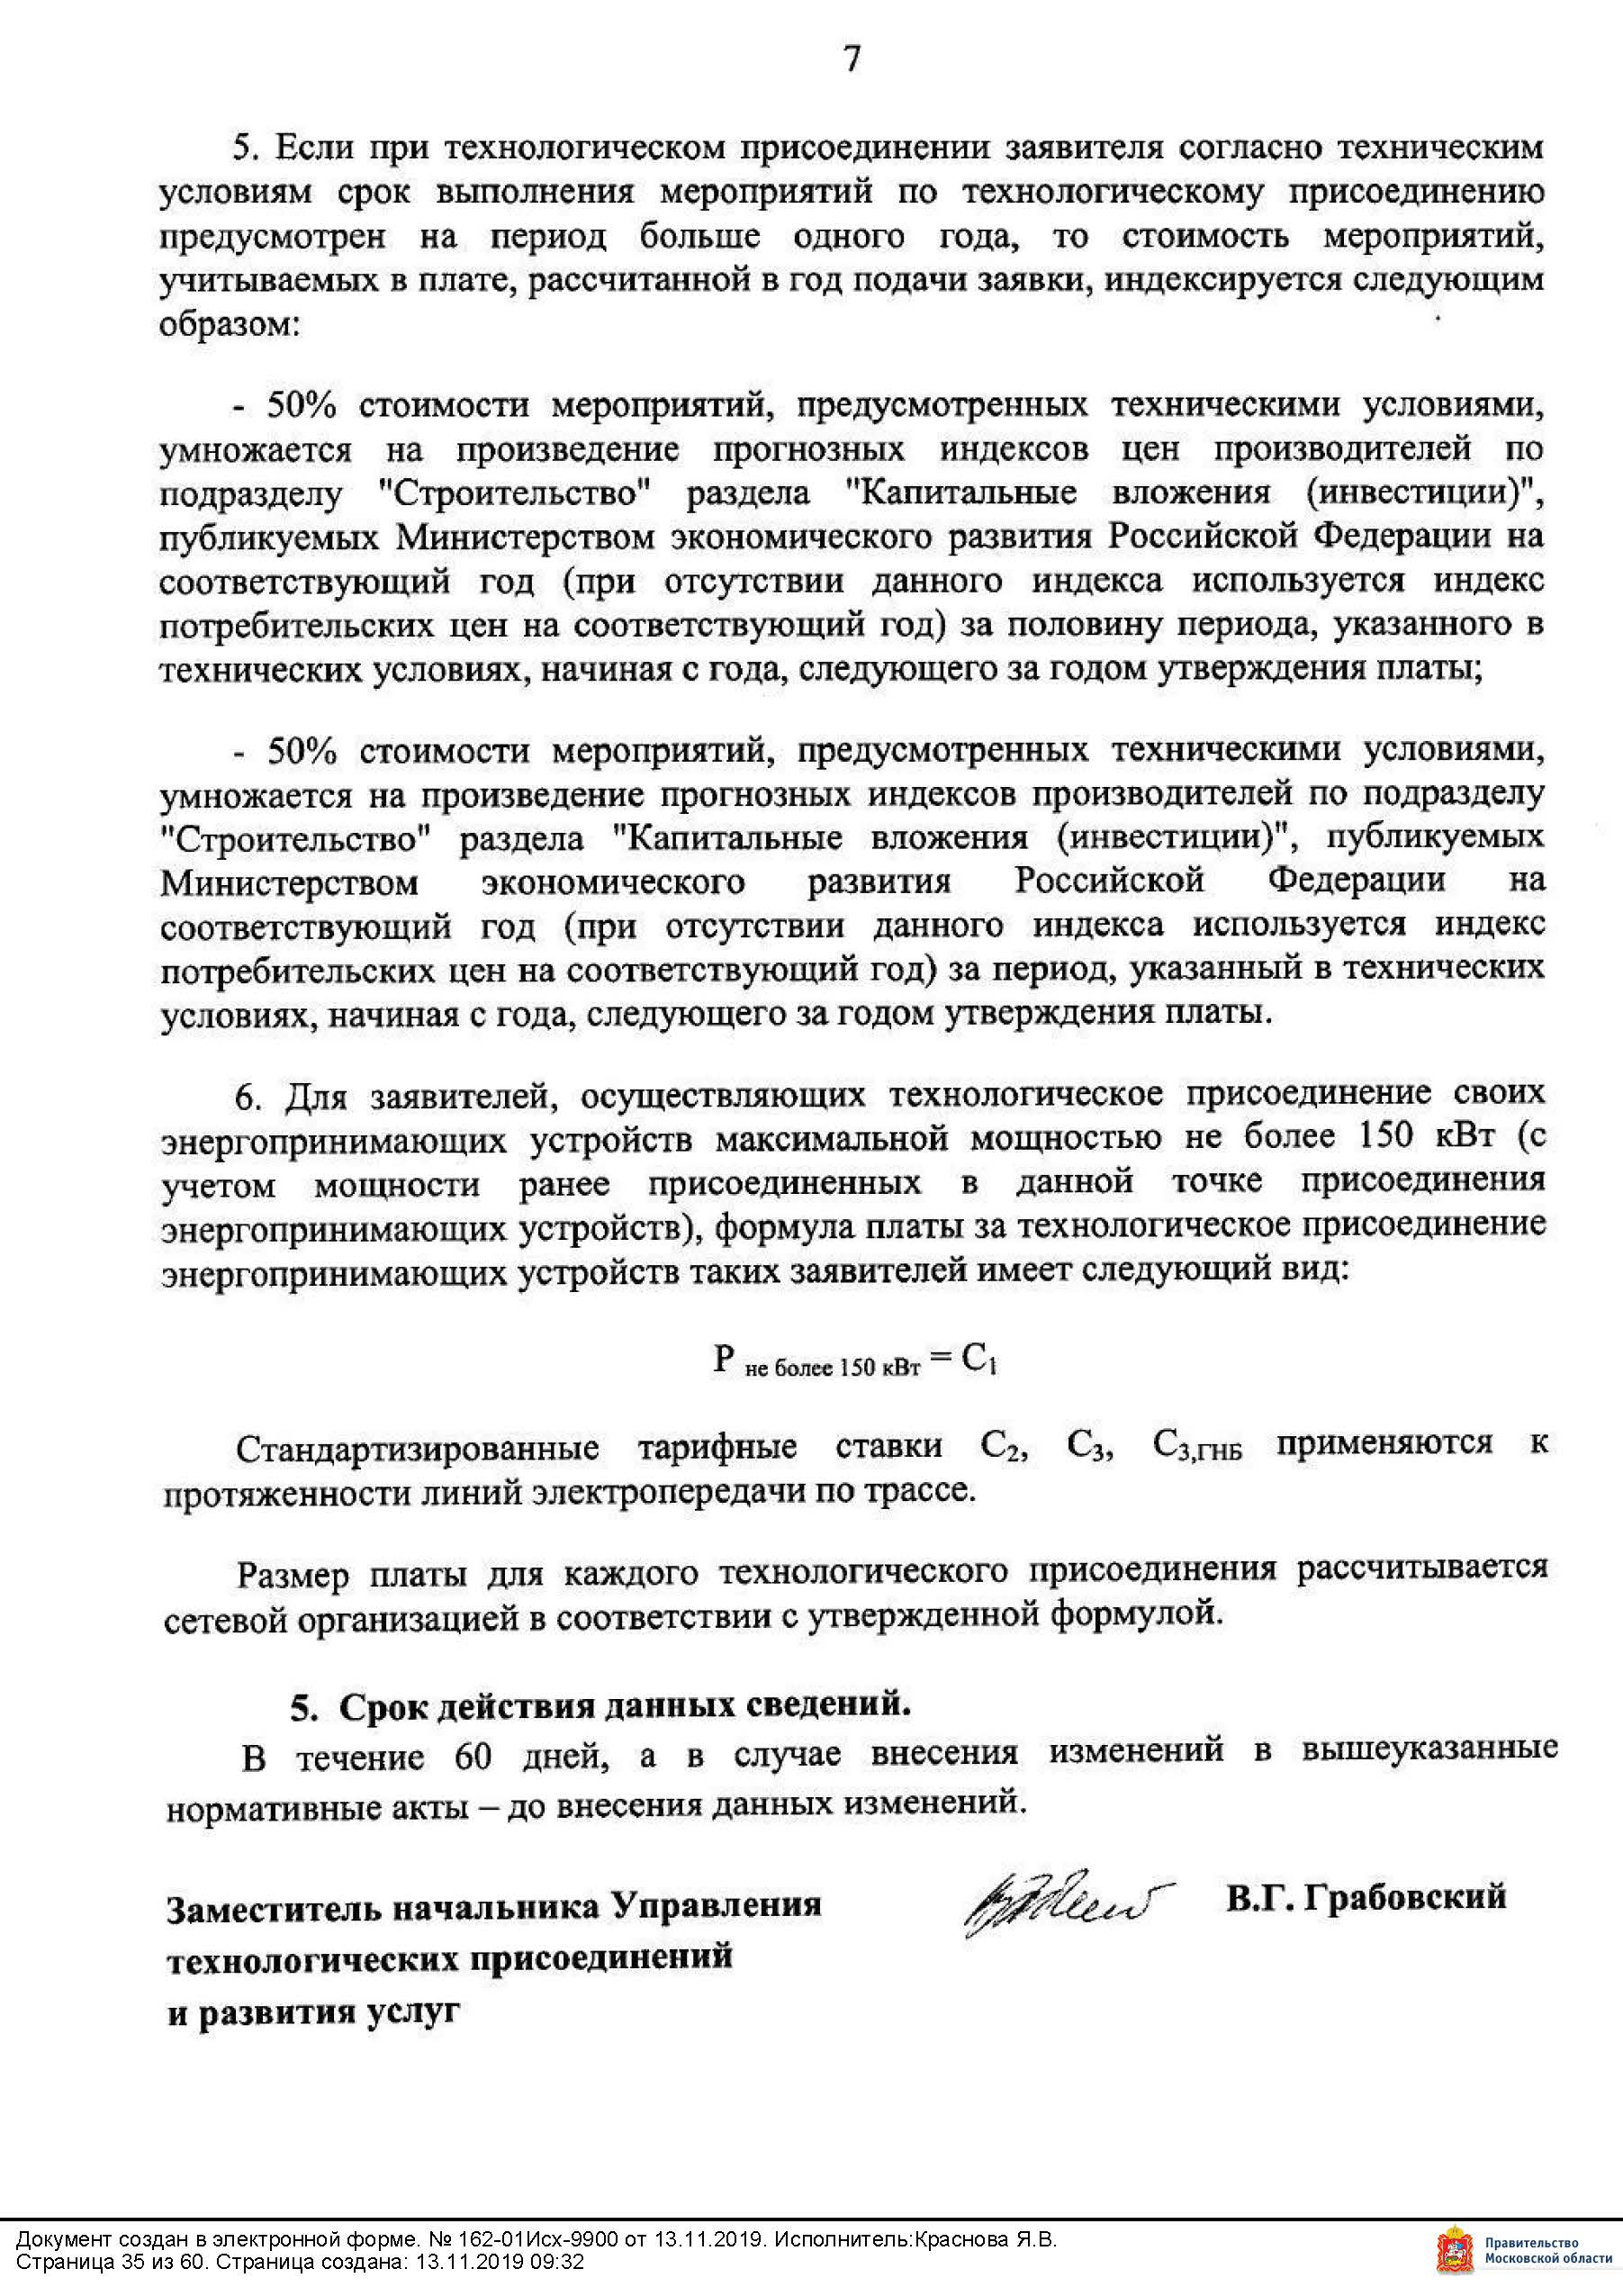 7
5. Если при технологическом присоединении заявителя согласно техническим
условиям срок выполнения мероприятий по технологическому присоединению
предусмотрен на период больше одного года, то стоимость мероприятий,
учитываемых в плате, рассчитанной в год подачи заявки, индексируется следующим
образом:
- 50% стоимости мероприятий, предусмотренных техническими условиями,
умножается на произведение прогнозных индексов цен производителей по
подразделу "Строительство" раздела "Капитальные вложения (инвестиции)",
публикуемых Министерством экономического развития Российской Федерации на
соответствующий год (при отсутствии данного индекса используется индекс
потребительских цен на соответствующий год) за половину периода, указанного в
технических условиях, начиная с года, следующего за годом утверждения платы;
- 50% стоимости мероприятий, предусмотренных техническими условиями,
умножается на произведение прогнозных индексов производителей по подразделу
"Строительство" раздела "Капитальные вложения (инвестиции)", публикуемых
Министерством экономического развития Российской Федерации на
соответствующий год (при отсутствии данного индекса используется индекс
потребительских цен на соответствующий год) за период, указанный в технических
условиях, начиная с года, следующего за годом утверждения платы.
6. Для заявителей, осуществляющих технологическое присоединение своих
энергопринимающих устройств максимальной мощностью не более 150 кВт (с
учетом мощности ранее присоединенных в данной точке присоединения
энергопринимающих устройств), формула платы за технологическое присоединение
энергопринимающих устройств таких заявителей имеет следующий вид:
Р не более 150 кВт = С1
Стандартизированные тарифные ставки С2, С3, С3,ГНБ применяются к
протяженности линий электропередачи по трассе.
Размер платы для каждого технологического присоединения рассчитывается
сетевой организацией в соответствии с утвержденной формулой.
5. Срок действия данных сведений.
В течение 60 дней, а в случае внесения изменений в вышеуказанные
нормативные акты – до внесения данных изменений.
Заместитель начальника Управления В.Г. Грабовский
технологических присоединений
и развития услуг
Документ создан в электронной форме. № 162-01Исх-9900 от 13.11.2019. Исполнитель:Краснова Я.В.
Страница 35 из 60. Страница создана: 13.11.2019 09:32
Правительство
Московской области